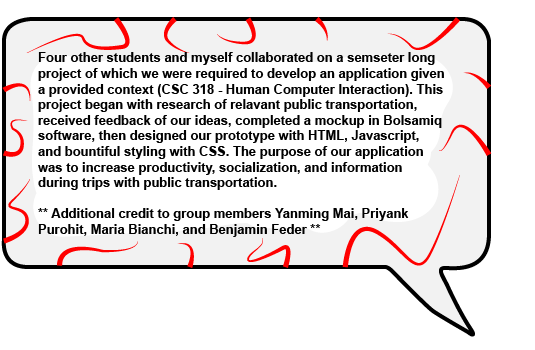 Four other students and myself collaborated on a semseter long
project of which we were required to develop an application given
a provided context (CSC 318 - Human Computer Interaction). This
project began with research of relavant public transportation,
received feedback of our ideas, completed a mockup in Bolsamiq
software, then designed our prototype with HTML, Javascript,
and bountiful styling with CSS. The purpose of our application
was to increase productivity, socialization, and information
during trips with public transportation.
** Additional credit to group members Yanming Mai, Priyank
Purohit, Maria Bianchi, and Benjamin Feder **